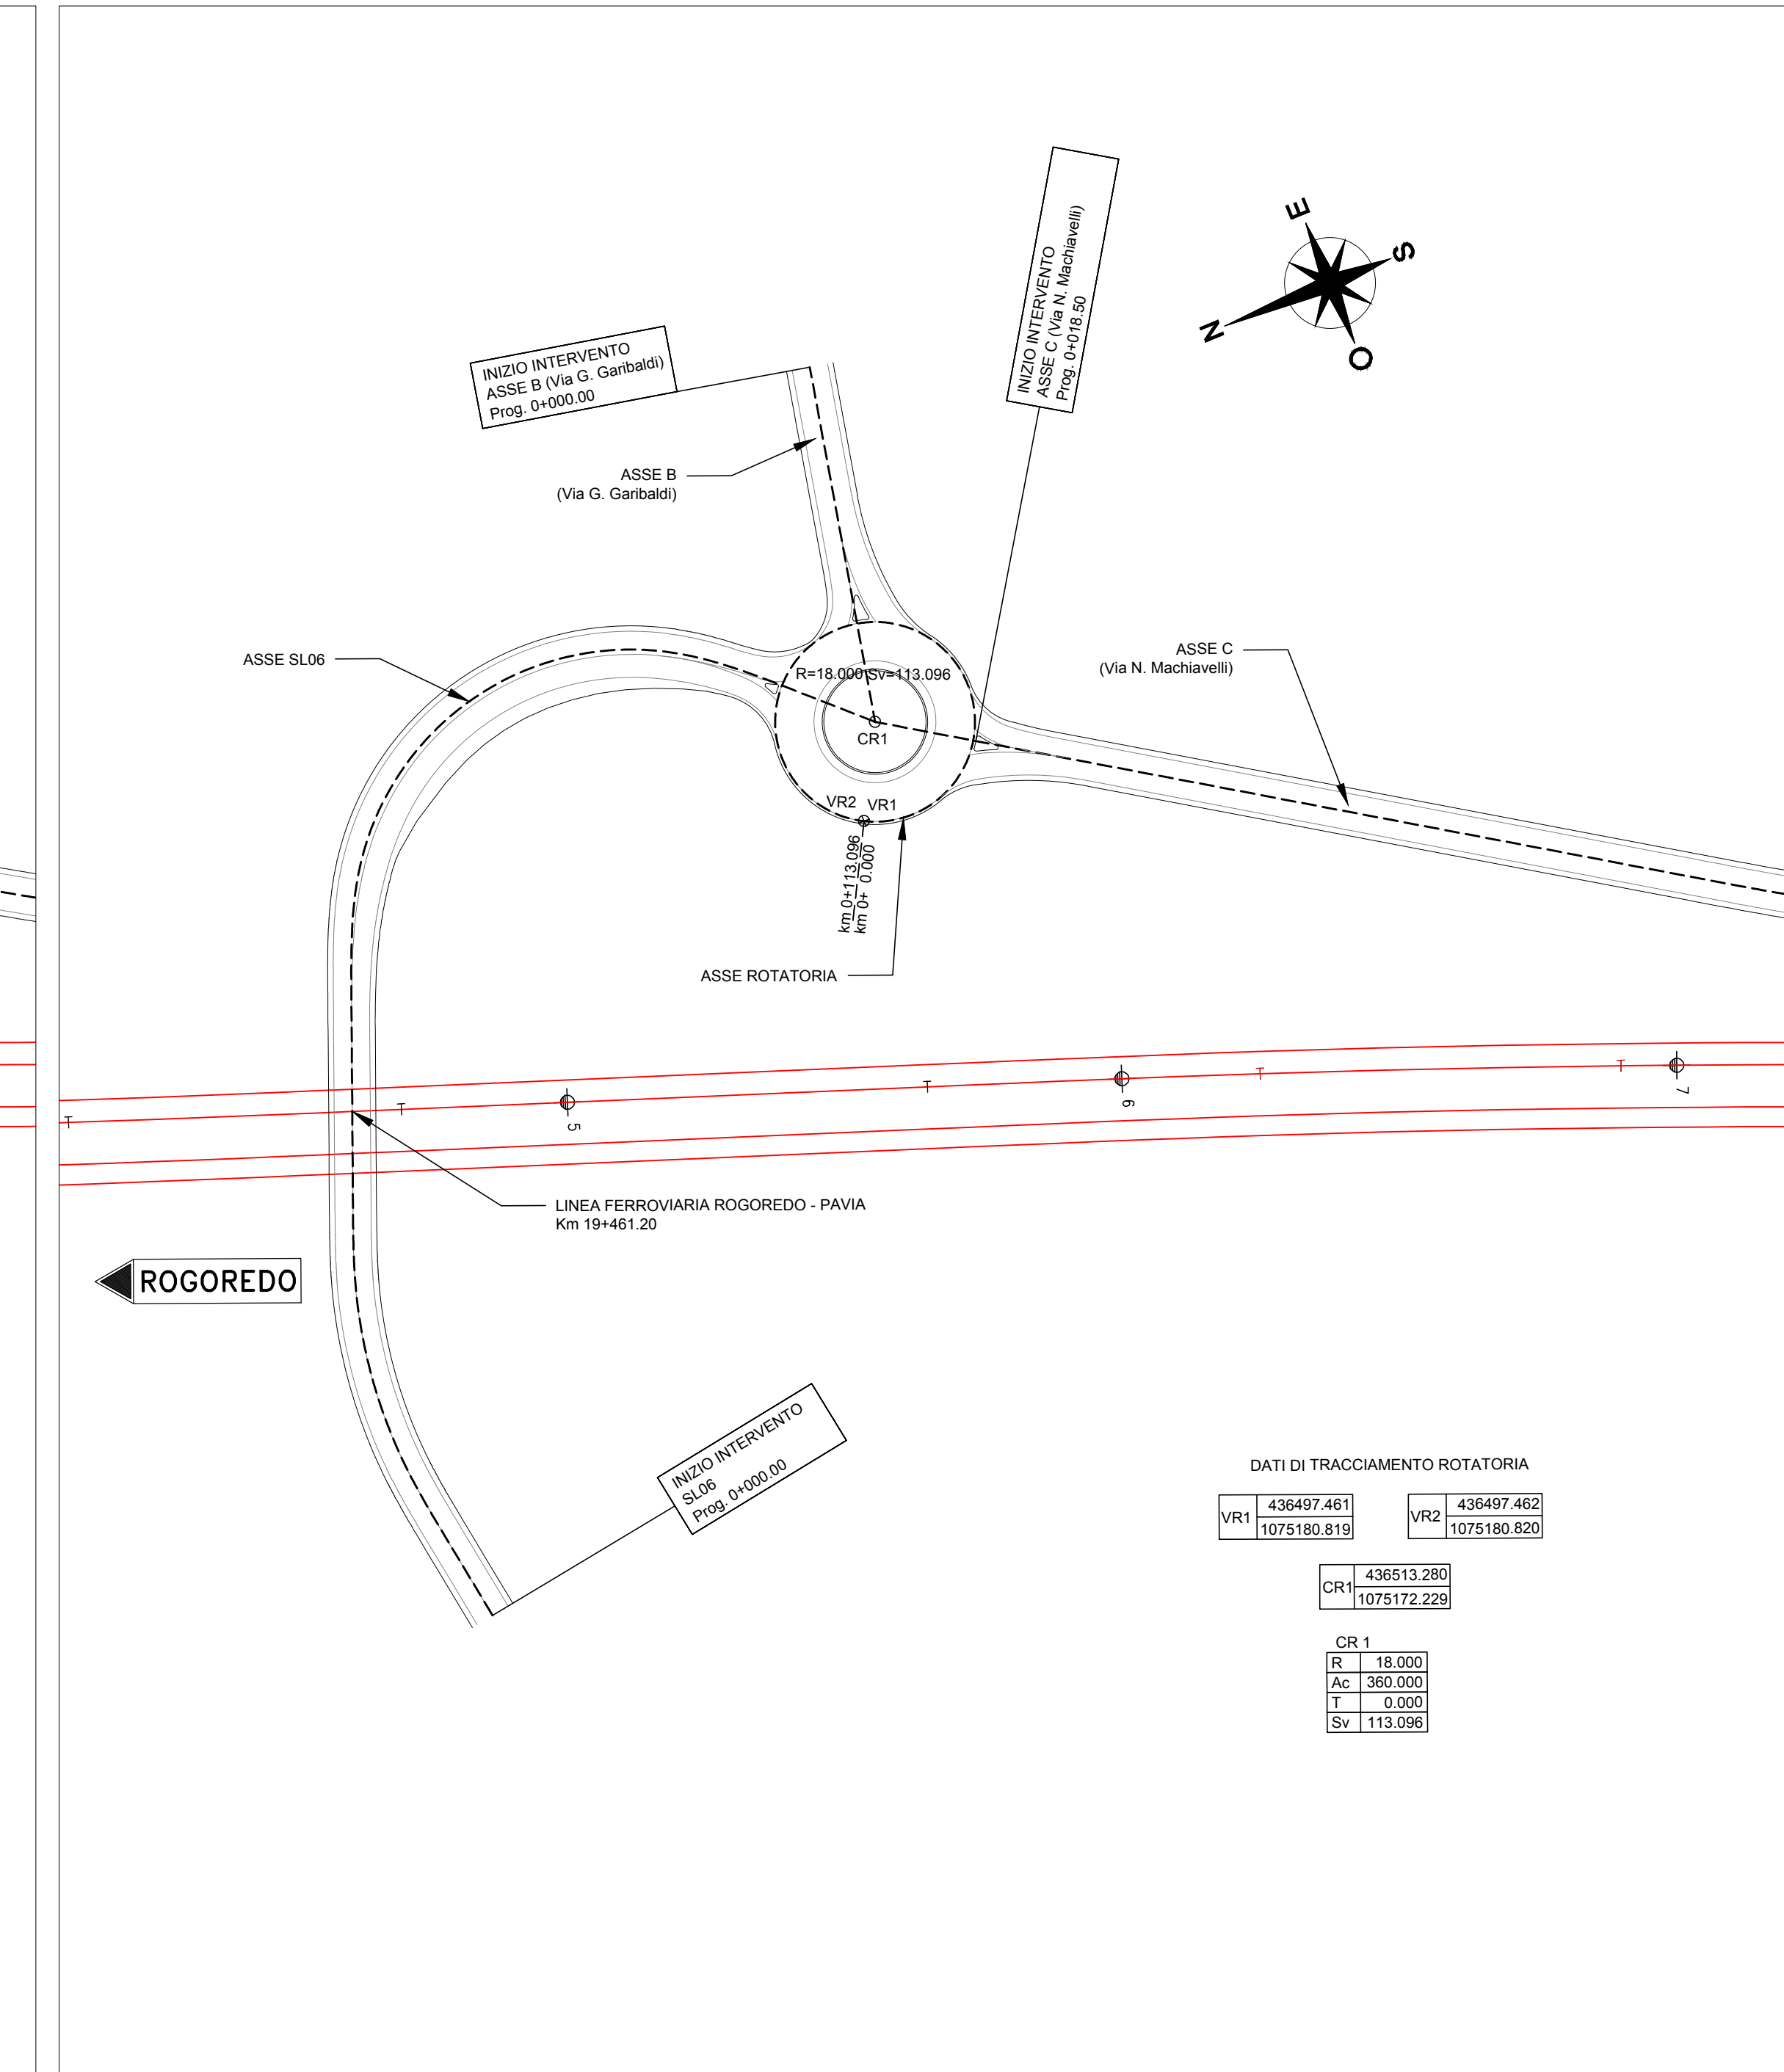 E
S
N
O
INIZIO INTERVENTO
ASSE C (Via N. Machiavelli)
Prog. 0+018.50
INIZIO INTERVENTO
ASSE B (Via G. Garibaldi)
Prog. 0+000.00
ASSE B
(Via G. Garibaldi)
ASSE SL06
ASSE C
(Via N. Machiavelli)
R=18.000 Sv=113.096
CR1
VR2 VR1
km 0+113.096
km 0+ 0.000
ASSE ROTATORIA
T
T
5
T
6
T
T
7
LINEA FERROVIARIA ROGOREDO - PAVIA
Km 19+461.20
ROGOREDO
INIZIO INTERVENTO
SL06
Prog. 0+000.00
DATI DI TRACCIAMENTO ROTATORIA
VR1 436497.461
1075180.819
VR2 436497.462
1075180.820
CR1 436513.280
1075172.229
CR 1
R 18.000
Ac 360.000
T 0.000
Sv 113.096